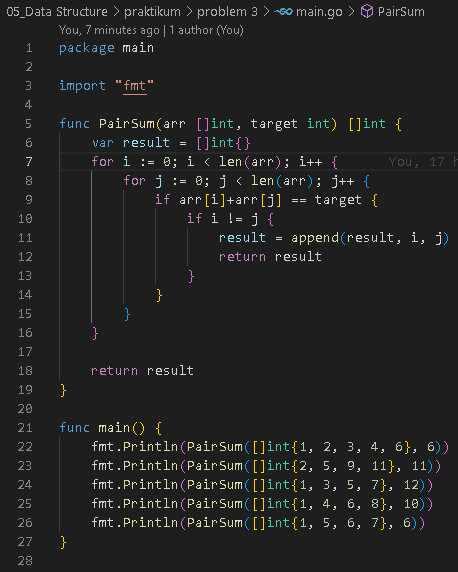 05_Data Structure > praktikum > problem 3 > main.go > PairSum
You, 7 minutes ago | 1 author (You)
1 package main
2
3 import "fmt"
4
5 func PairSum(arr []int, target int) []int {
6 var result = []int{}
7 for i := 0; i < len(arr); i++ { You, 17 h
8 for j := 0; j < len(arr); j++ {
9 if arr[i]+arr[j] == target {
10 if i != j {
11 result = append(result, i, j)
12 return result
13 }
14 }
15 }
16 }
17
18 return result
19 }
20
21 func main() {
22 fmt.Println(PairSum([]int{1, 2, 3, 4, 6}, 6))
23 fmt.Println(PairSum([]int{2, 5, 9, 11}, 11))
24 fmt.Println(PairSum([]int{1, 3, 5, 7}, 12))
25 fmt.Println(PairSum([]int{1, 4, 6, 8}, 10))
26 fmt.Println(PairSum([]int{1, 5, 6, 7}, 6))
27 }
28